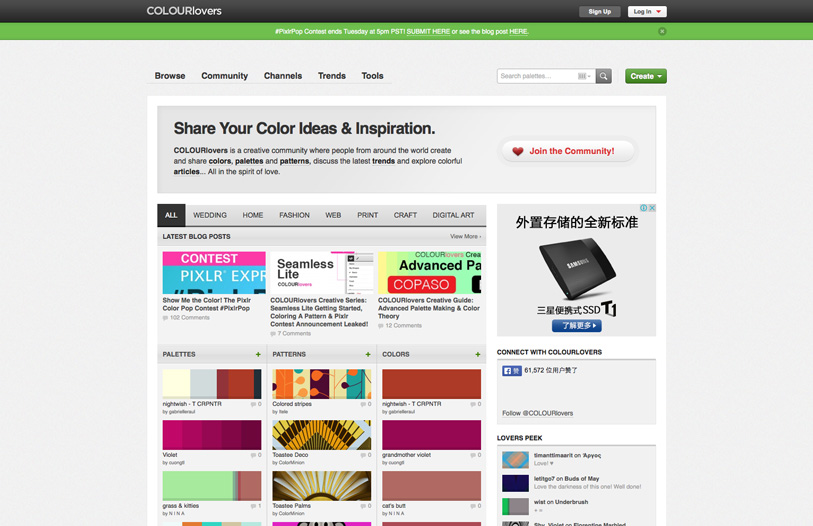 COLOURlovers
Sign Up
Log In
#PixlrPop Contest ends Tuesday at 5pm PST! SUBMIT HERE or see the blog post HERE.
Browse
Community
Channels
Trends
Tools
Search palettes...
Create
Share Your Color Ideas & Inspiration.
COLOURlovers is a creative community where people from around the world create
and share colors, palettes and patterns, discuss the latest trends and explore colorful
articles... All in the spirit of love.
Join the Community!
ALL
WEDDING
HOME
FASHION
WEB
PRINT
CRAFT
DIGITAL ART
LATEST BLOG POSTS
View More ›
CONTEST
PIXLR EXPR
Show Me the Color! The Pixlr
Color Pop Contest #PixlrPop
102 Comments
Seamless
Lite
COLOURlovers
COLOURlovers Creative Series:
Seamless Lite Getting Started,
Coloring A Pattern & Pixlr
Contest Announcement Leaked!
7 Comments
COLOURlovers Crea
Advanced Pa
COPASO
COLOURlovers Creative Guide:
Advanced Palette Making & Color
Theory
12 Comments
PALETTES +
nightwish - T CRPNTR 0
by gabriellersul
Violet 0
by cuongll
grass & kitties 1
by N I N A
PATTERNS +
Colored stripes 0
Toastee Deco 0
by ColorMinion
Toastee Palms 0
by ColorMinion
COLORS +
nightwish - T CRPNTR 0
by gabriellersul
grandmother violet 0
by cuongll
cat's butt 0
by N I N A
外置存储的全新标准
SAMSUNG
三星便携式SSD T1
了解更多
CONNECT WITH COLOURLOVERS
赞
61,572 位用户赞了
Follow @COLOURlovers
LOVERS PEEK
timanttimaarit on Άργος
Love! ♥
letitgo7 on Buds of May
Love the darkness of this one! Well done!
wist on Underbrush
Shy_Violet on Florentine Marbled